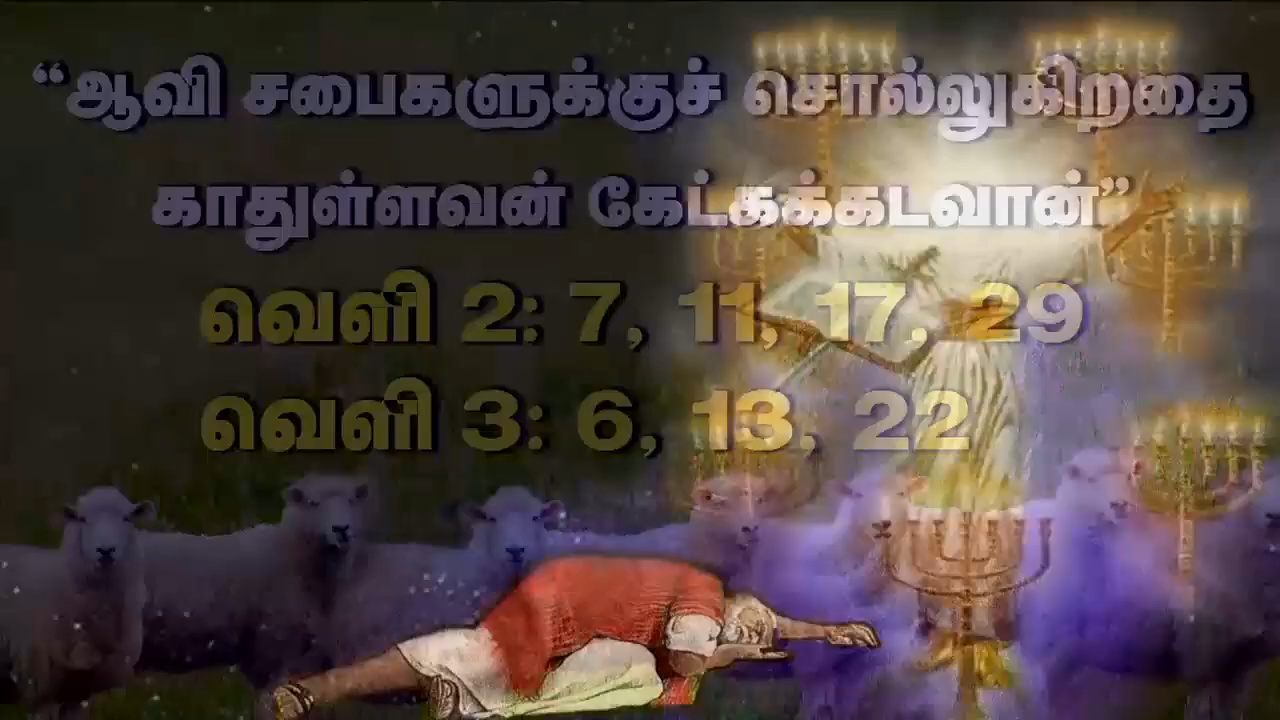 “ஆவி சபைகளுக்குச் சொல்லுகிறதை
காதுள்ளவன் கேட்கக்கடவான்”
வெளி 2: 7, 11, 17, 29
வெளி 3: 6, 13, 22